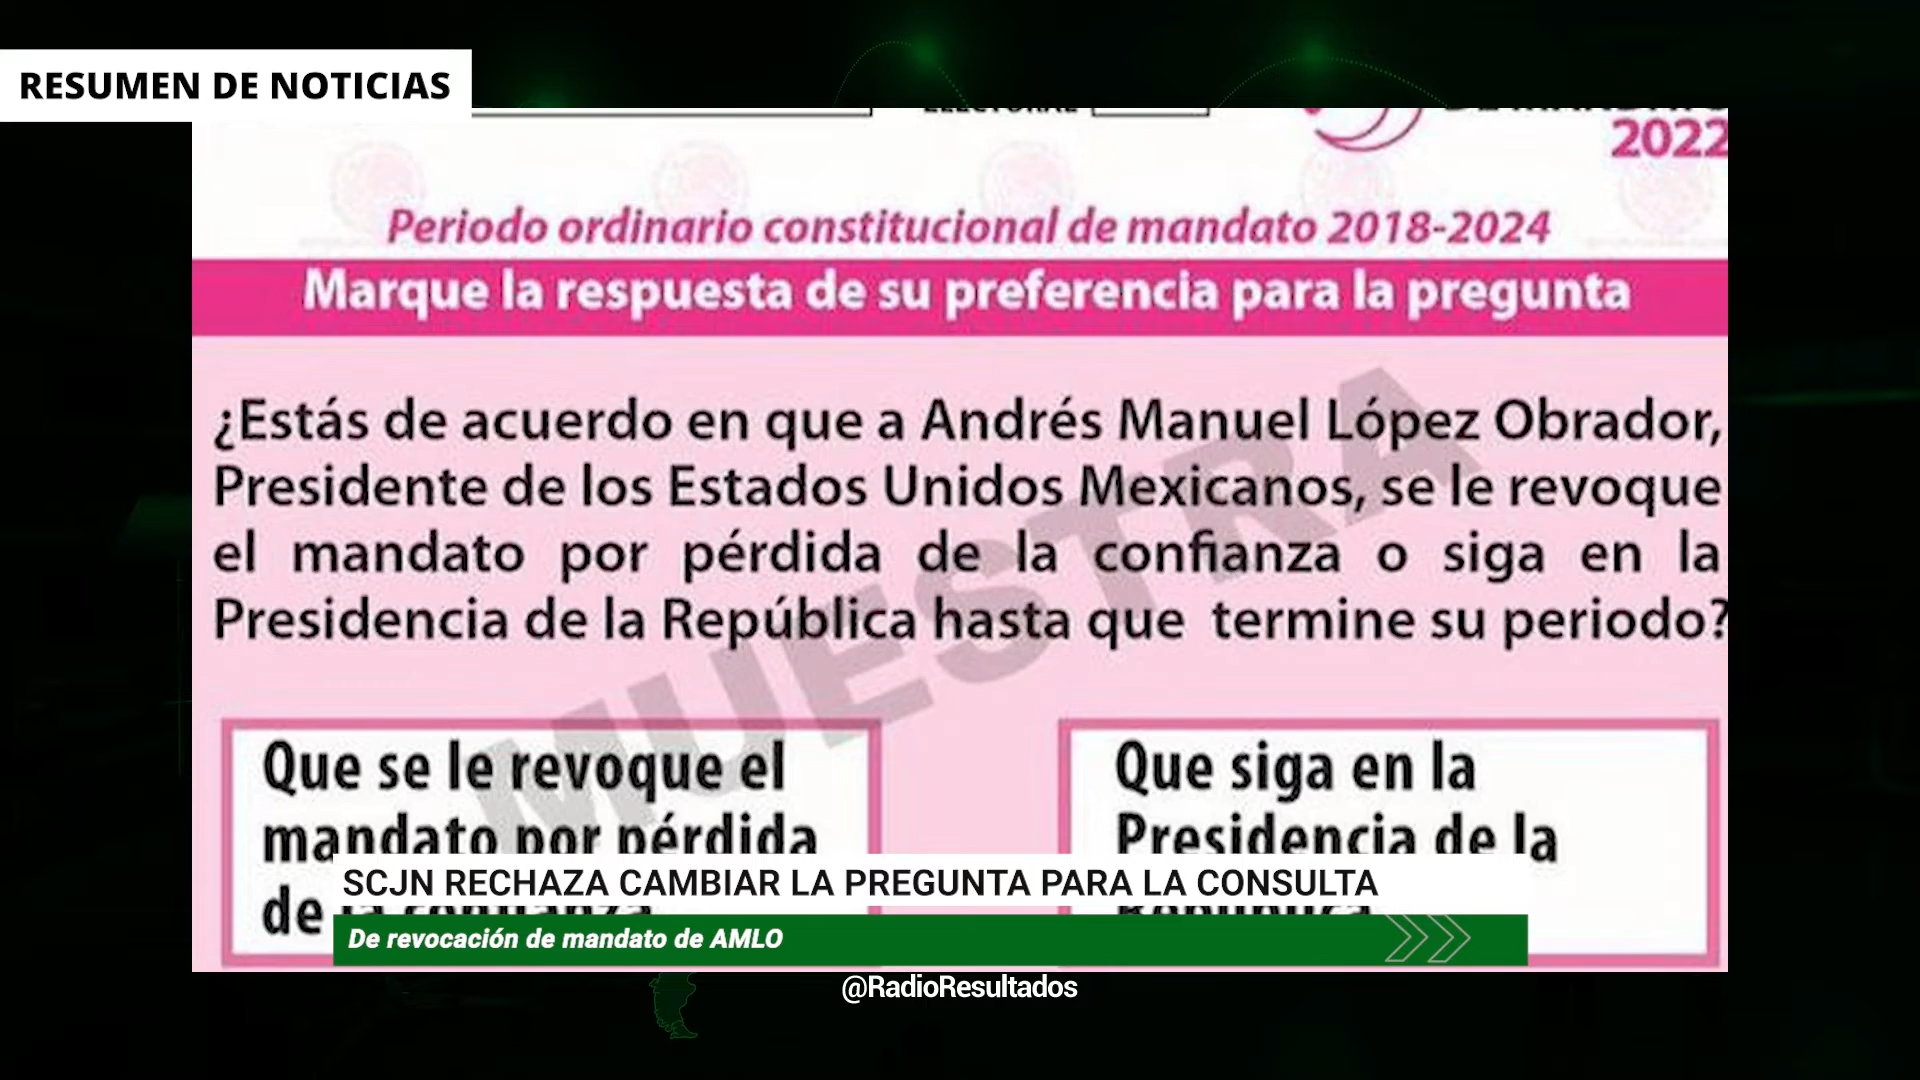 RESUMEN DE NOTICIAS
2022
Periodo ordinario constitucional de mandato 2018-2024
Marque la respuesta de su preferencia para la pregunta
¿Estás de acuerdo en que a Andrés Manuel López Obrador,
Presidente de los Estados Unidos Mexicanos, se le revoque
el mandato por pérdida de la confianza o siga en la
Presidencia de la República hasta que termine su periodo?
MUESTRA
Que se le revoque el
mandato por pérdida
de la confianza
Que siga en la
Presidencia de la
República
SCJN RECHAZA CAMBIAR LA PREGUNTA PARA LA CONSULTA
De revocación de mandato de AMLO
@RadioResultados